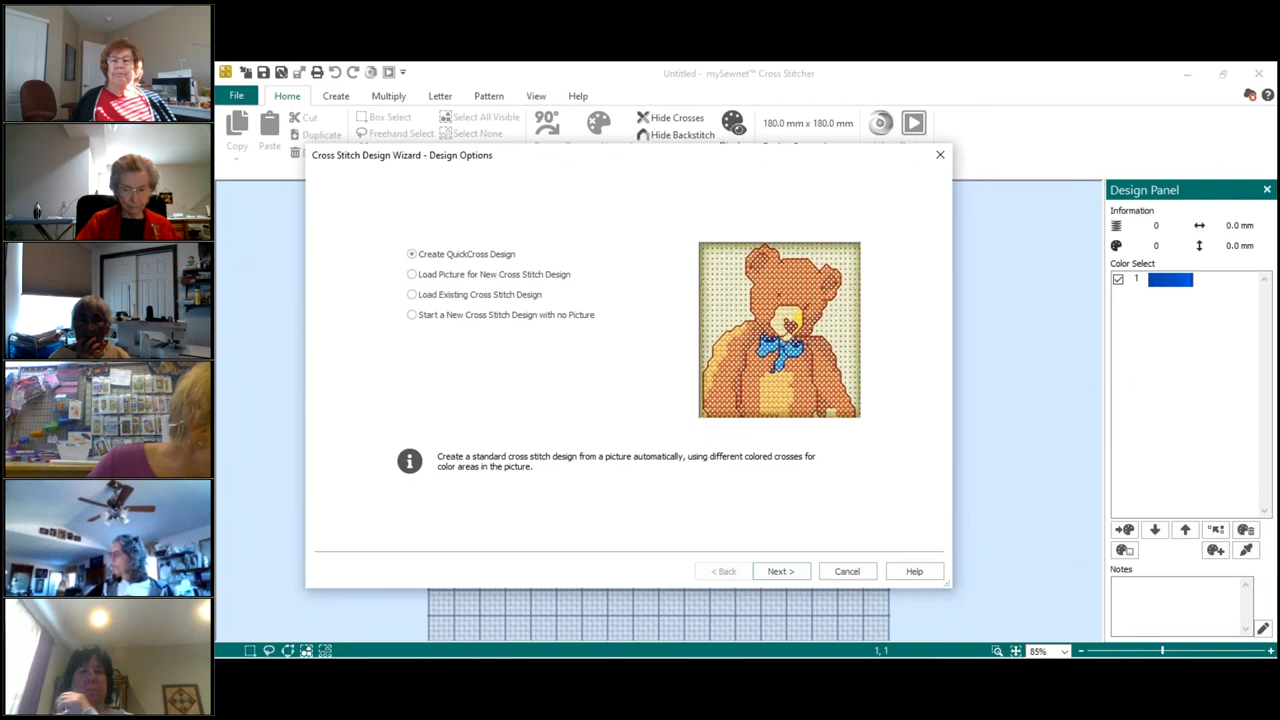 Untitled - mySewnet™ Cross Stitcher
File
Home
Create
Multiply
Letter
Pattern
View
Help
Copy
Paste
Cut
Duplicate
Box Select
Freehand Select
Select All Visible
Select None
90°
Hide Crosses
Hide Backstitch
180.0 mm x 180.0 mm
Cross Stitch Design Wizard - Design Options
Create QuickCross Design
Load Picture for New Cross Stitch Design
Load Existing Cross Stitch Design
Start a New Cross Stitch Design with no Picture
Create a standard cross stitch design from a picture automatically, using different colored crosses for
color areas in the picture.
< Back
Next >
Cancel
Help
Design Panel
Information
0
0.0 mm
0
0.0 mm
Color Select
1
Notes
1, 1
85%